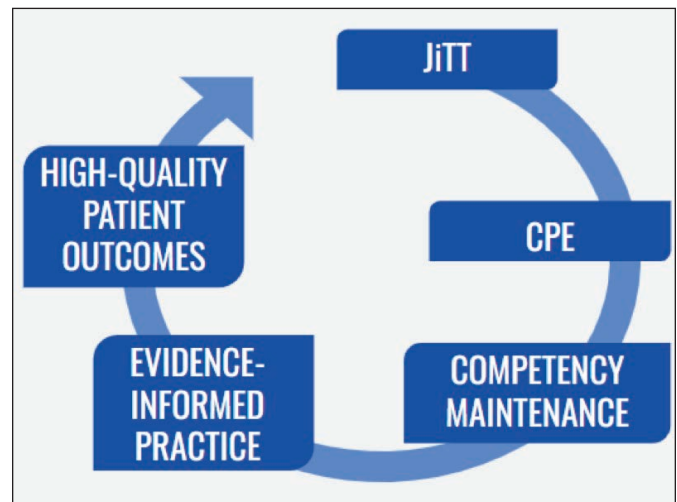 JiTT
CPE
COMPETENCY
MAINTENANCE
EVIDENCE-
INFORMED
PRACTICE
HIGH-QUALITY
PATIENT
OUTCOMES